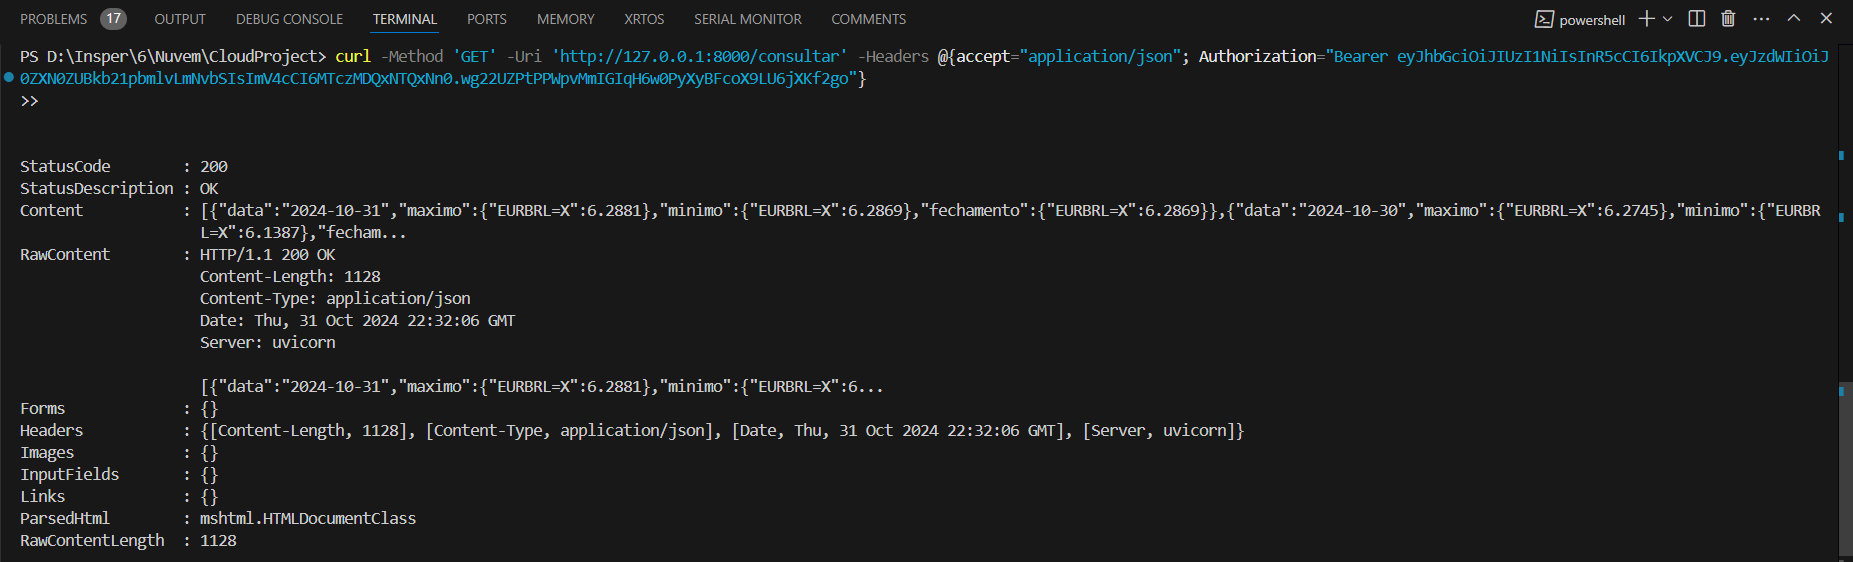 PROBLEMS 17 OUTPUT DEBUG CONSOLE TERMINAL PORTS MEMORY XRTOS SERIAL MONITOR COMMENTS powershell
PS D:\Insper\6\Nuvem\CloudProject> curl -Method 'GET' -Uri 'http://127.0.0.1:8000/consultar' -Headers @{accept="application/json"; Authorization="Bearer eyJhbGciOiJIUzI1NiIsInR5cCI6IkpXVCJ9.eyJzdWIiOiJ
0ZXN0ZUBkb21pbmlvLmNvbSIsImV4cCI6MTczMDQxNTQxNn0.wg22UZPtPPWpvMmIGIqH6w0PyXyBFcoX9LU6jXKf2go"}
>>
StatusCode : 200
StatusDescription : OK
Content : [{"data":"2024-10-31","maximo":{"EURBRL=X":6.2881},"minimo":{"EURBRL=X":6.2869},"fechamento":{"EURBRL=X":6.2869}},{"data":"2024-10-30","maximo":{"EURBRL=X":6.2745},"minimo":{"EURBR
L=X":6.1387},"fecham...
RawContent : HTTP/1.1 200 OK
Content-Length: 1128
Content-Type: application/json
Date: Thu, 31 Oct 2024 22:32:06 GMT
Server: uvicorn
[{"data":"2024-10-31","maximo":{"EURBRL=X":6.2881},"minimo":{"EURBRL=X":6...
Forms : {}
Headers : {[Content-Length, 1128], [Content-Type, application/json], [Date, Thu, 31 Oct 2024 22:32:06 GMT], [Server, uvicorn]}
Images : {}
InputFields : {}
Links : {}
ParsedHtml : mshtml.HTMLDocumentClass
RawContentLength : 1128